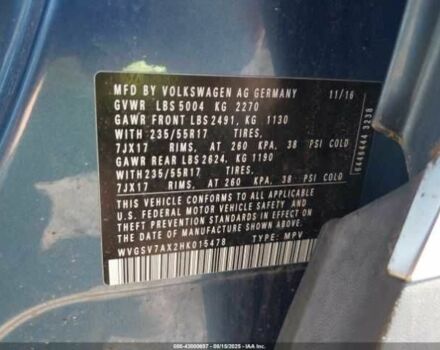 MFD BY VOLKSWAGEN AG GERMANY 11/16
GVWR LBS 5004 KG 2270
GAWR FRONT LBS 2491, KG 1130
WITH 235/55R17 TIRES,
7JX17 RIMS, AT 260 KPA, 38 PSI COLD
GAWR REAR LBS 2624, KG 1190
WITH 235/55R17 TIRES,
7JX17 RIMS, AT 260 KPA, 38 PSI COLD
THIS VEHICLE CONFORMS TO ALL APPLICABLE
U.S. FEDERAL MOTOR VEHICLE SAFETY AND
THEFT PREVENTION STANDARDS IN EFFECT
ON THE DATE OF MANUFACTURE SHOWN ABOVE.
WVGSV7AX2HK015478 TYPE: MPV
3238
000-43000657 - 09/15/2025 - IAA Inc.